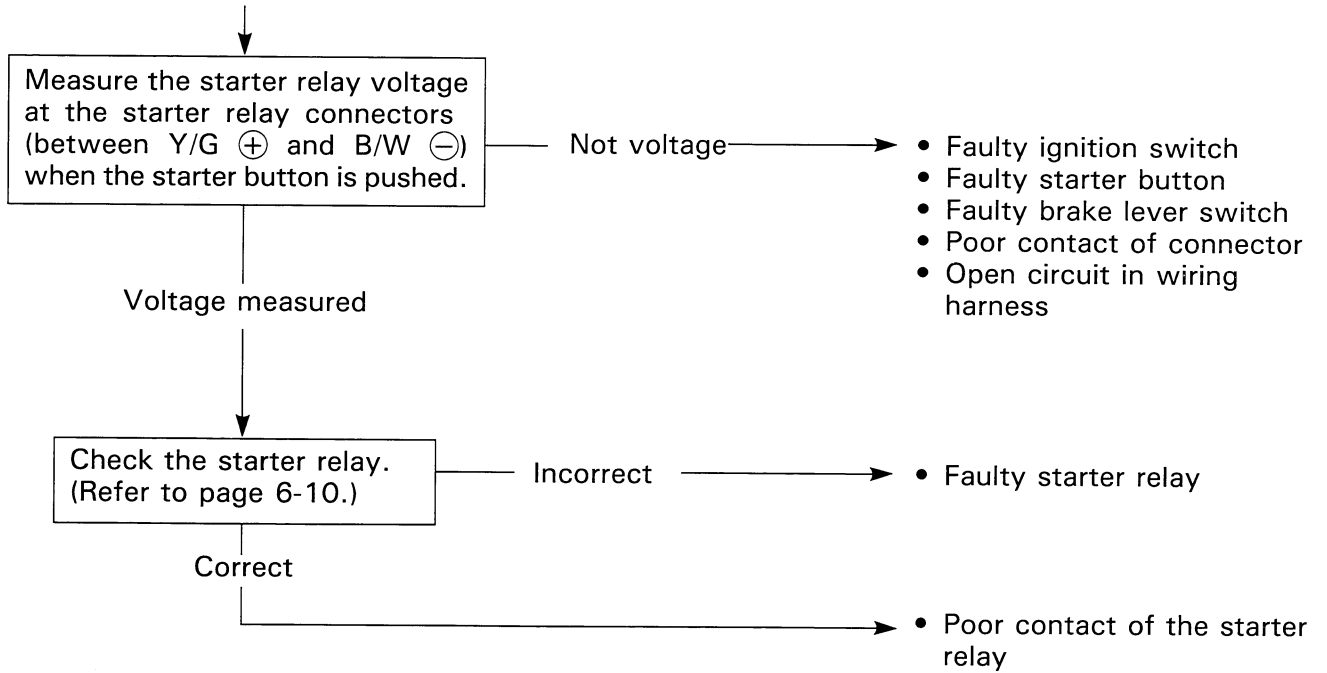 Measure the starter relay voltage
at the starter relay connectors
(between Y/G ⊕ and B/W ⊖)
when the starter button is pushed.
Not voltage
• Faulty ignition switch
• Faulty starter button
• Faulty brake lever switch
• Poor contact of connector
• Open circuit in wiring
harness
Voltage measured
Check the starter relay.
(Refer to page 6-10.)
Incorrect
• Faulty starter relay
Correct
• Poor contact of the starter
relay